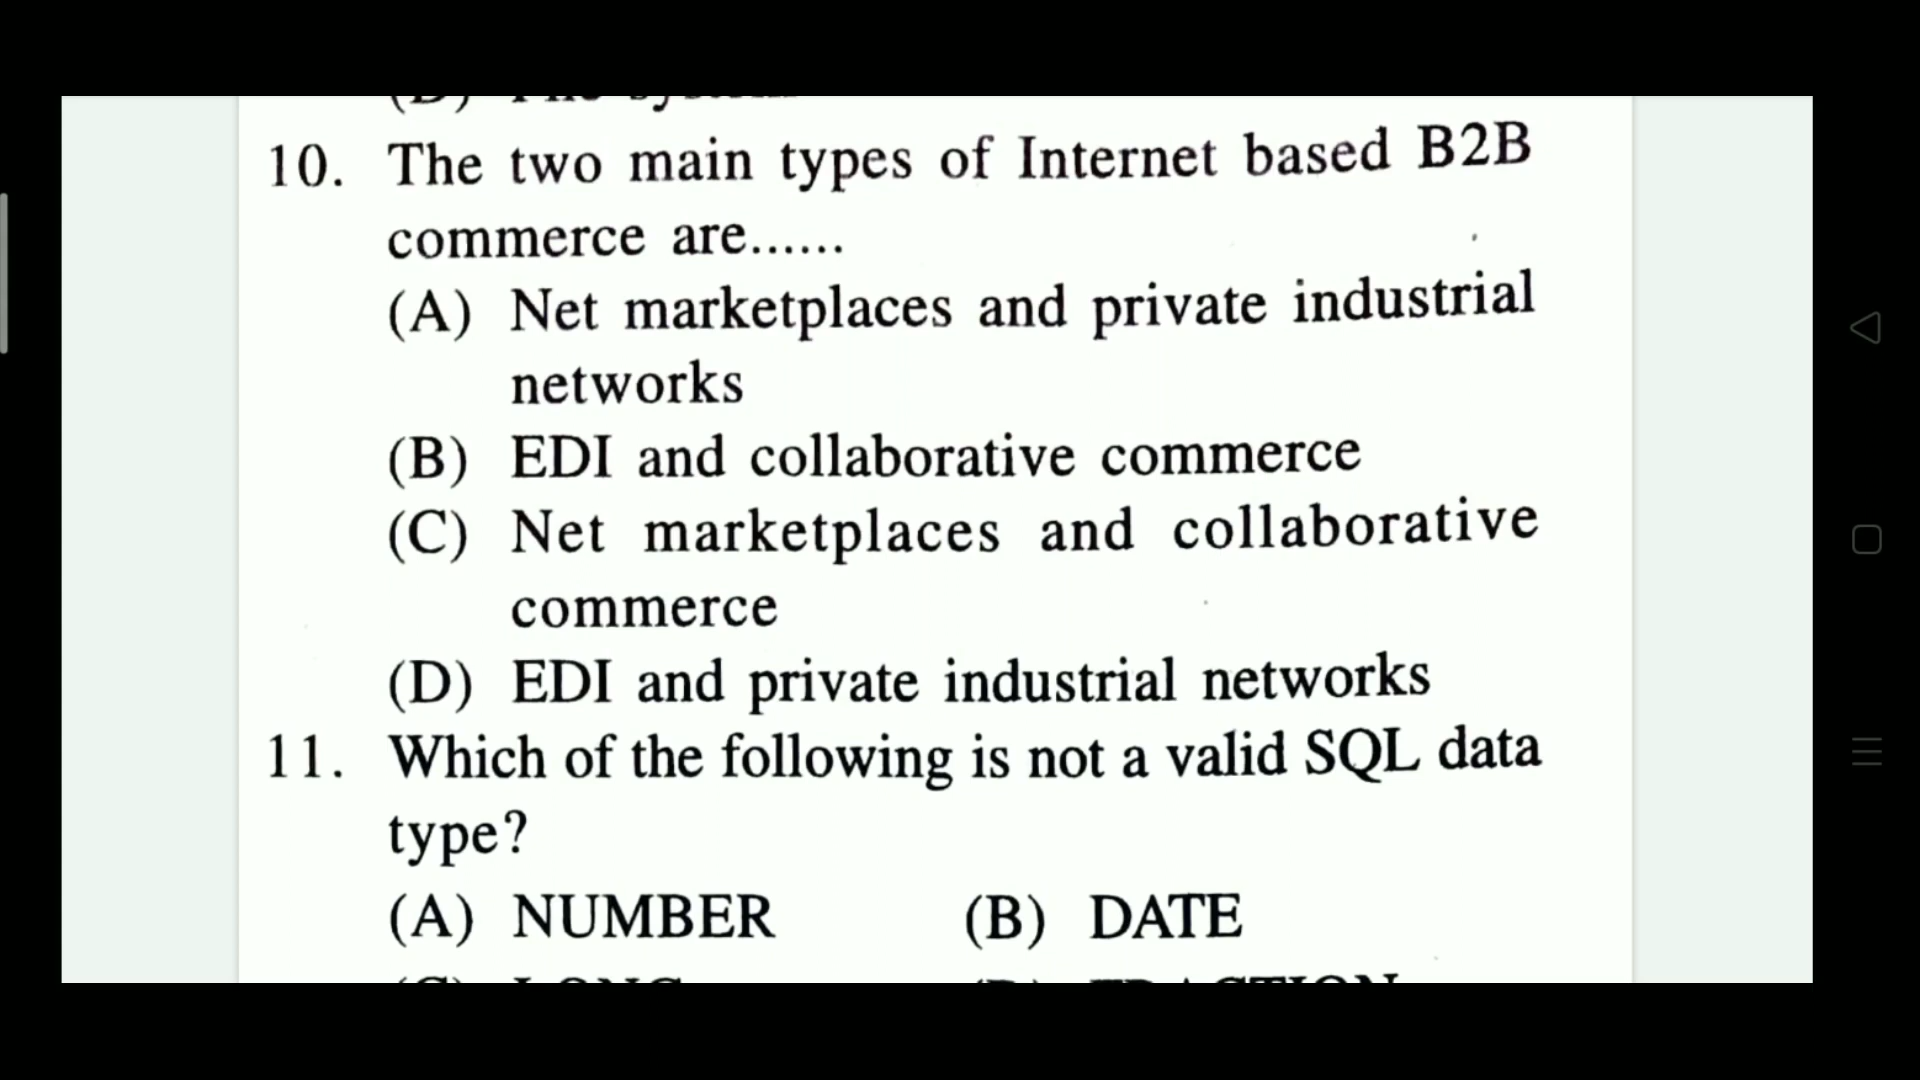 10. The two main types of Internet based B2B
commerce are......
(A) Net marketplaces and private industrial
networks
(B) EDI and collaborative commerce
(C) Net marketplaces and collaborative
commerce
(D) EDI and private industrial networks
11. Which of the following is not a valid SQL data
type?
(A) NUMBER (B) DATE